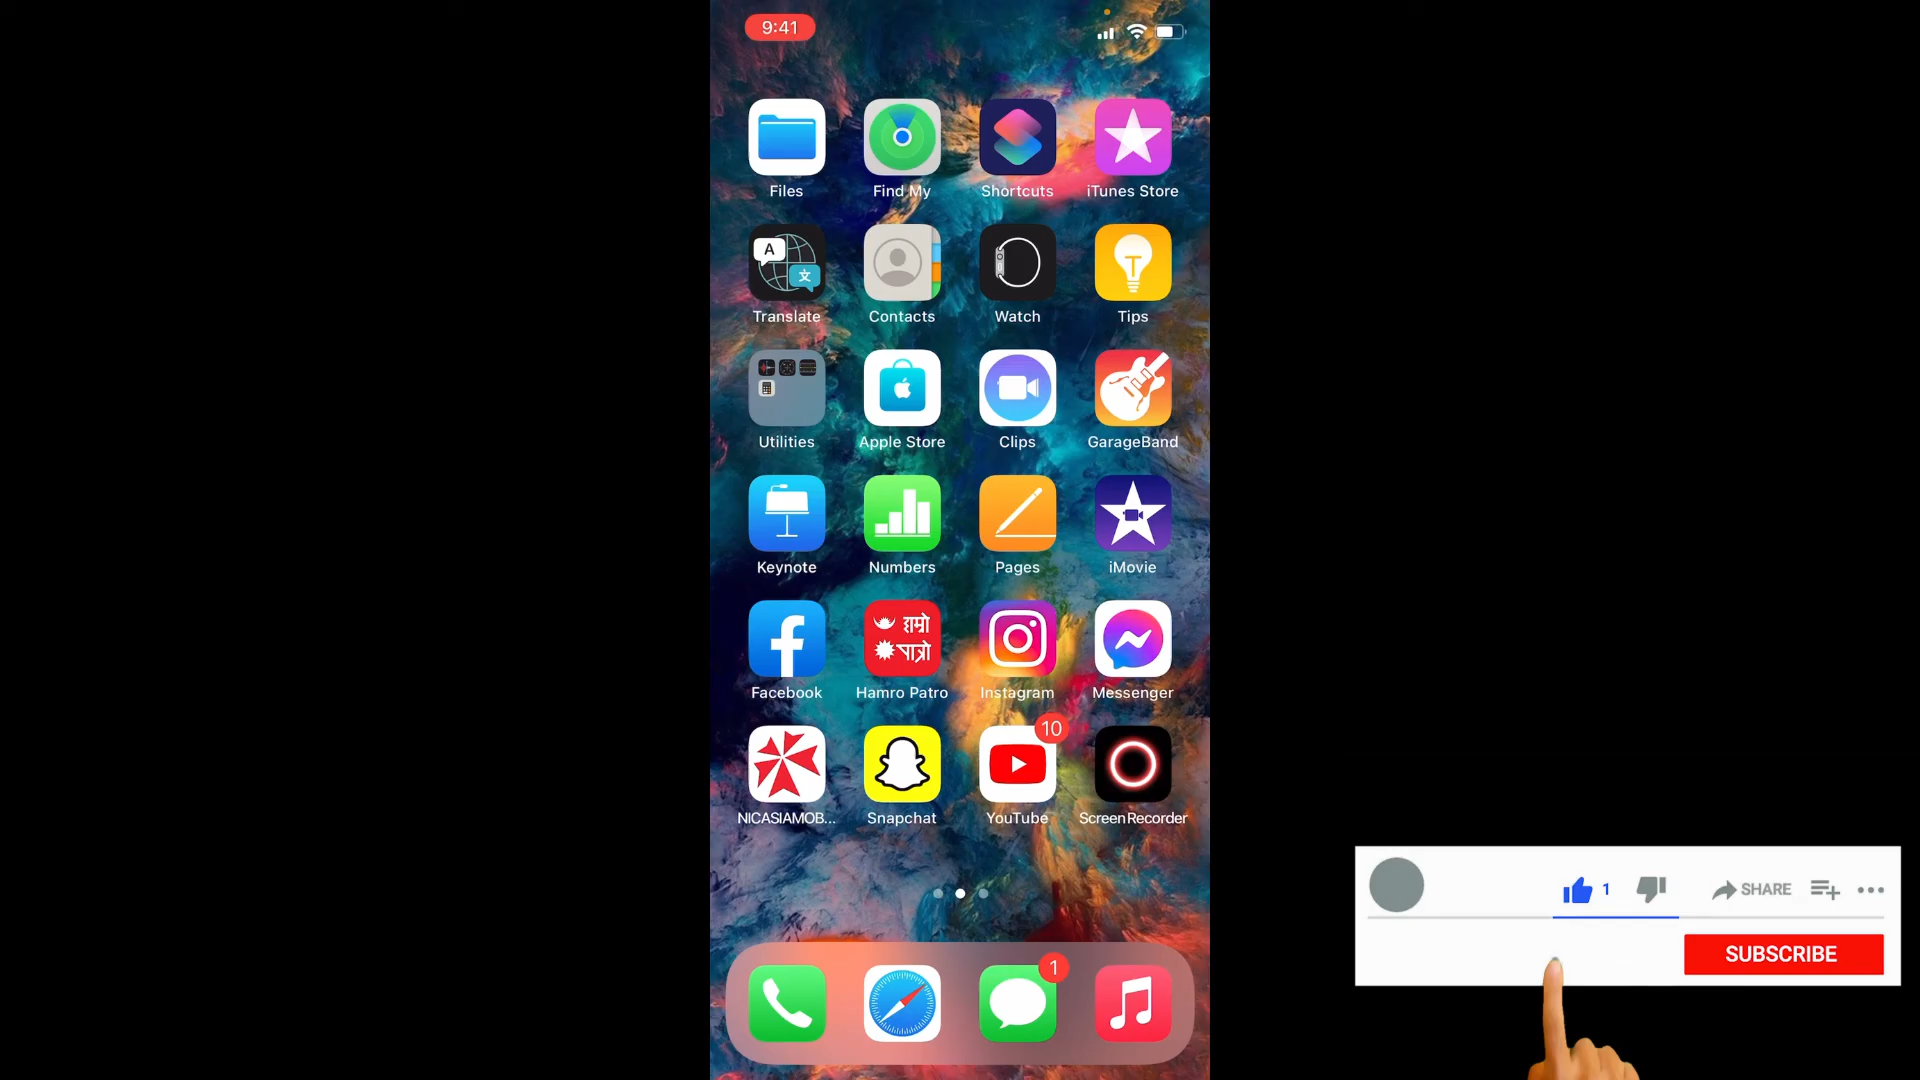 9:41
Files Find My Shortcuts iTunes Store
A 文
T
Translate Contacts Watch Tips
Utilities Apple Store Clips GarageBand
Keynote Numbers Pages iMovie
हाम्रो
पात्रो
Facebook Hamro Patro Instagram Messenger
10
NICASIAMOB... Snapchat YouTube ScreenRecorder
1
1 SHARE
SUBSCRIBE